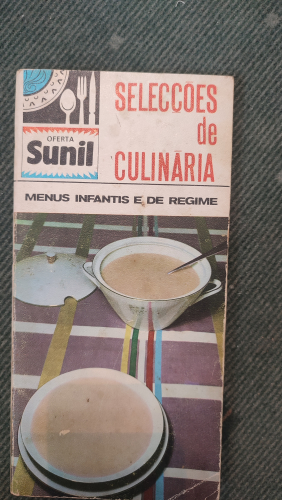 SELECÇÕES
de
CULINÁRIA
OFERTA
Sunil
MENUS INFANTIS E DE REGIME